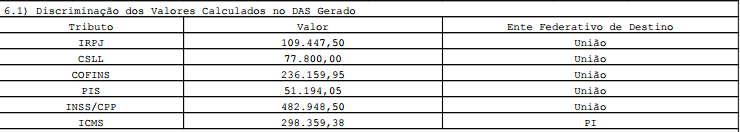 6.1) Discriminação dos Valores Calculados no DAS Gerado
Tributo Valor Ente Federativo de Destino
IRPJ 109.447,50 União
CSLL 77.800,00 União
COFINS 236.159,95 União
PIS 51.194,05 União
INSS/CPP 482.948,50 União
ICMS 298.359,38 PI